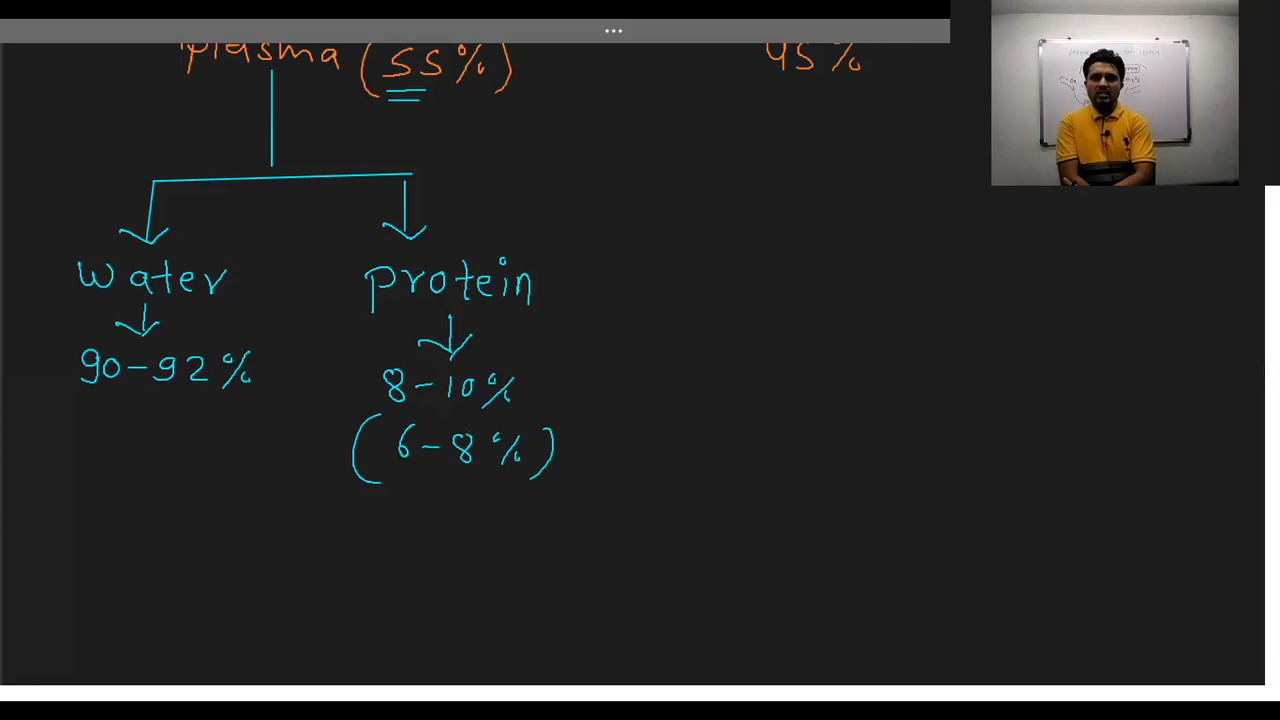 plasma (55%) 45%
water protein
90-92% 8-10%
(6-8%)